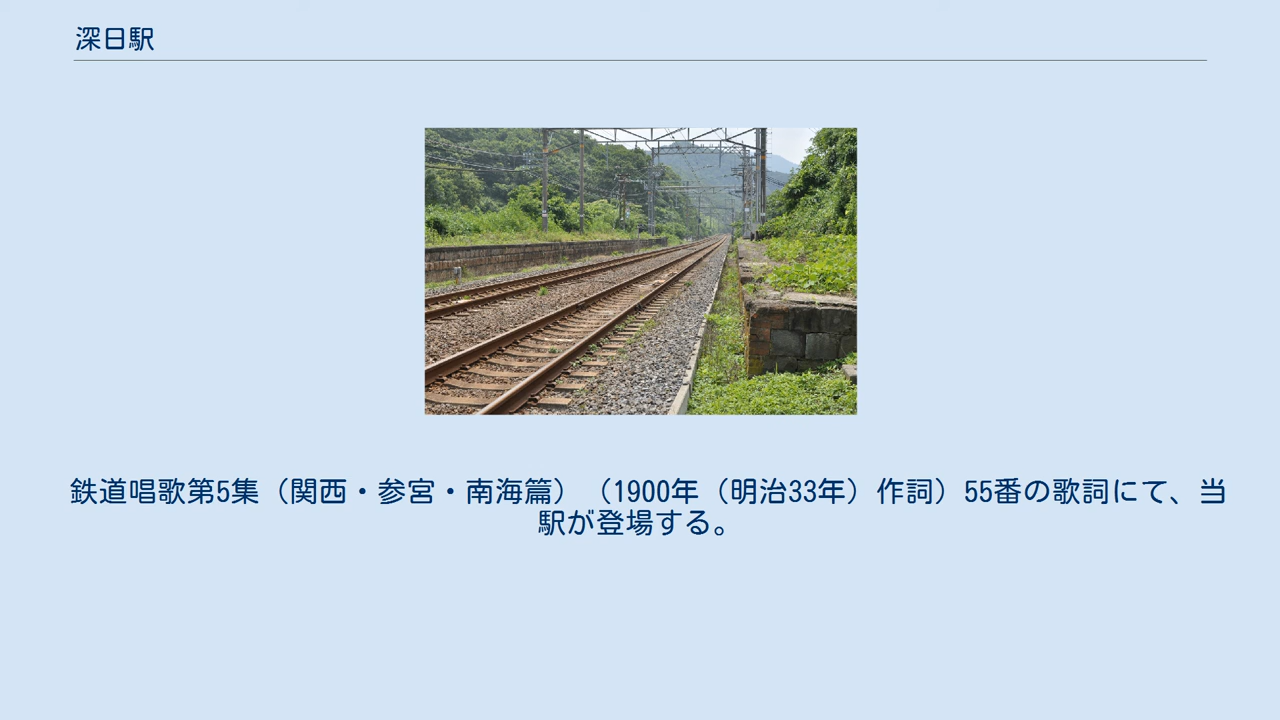 深日駅
鉄道唱歌第5集（関西・参宮・南海篇）（1900年（明治33年）作詞）55番の歌詞にて、当
駅が登場する。